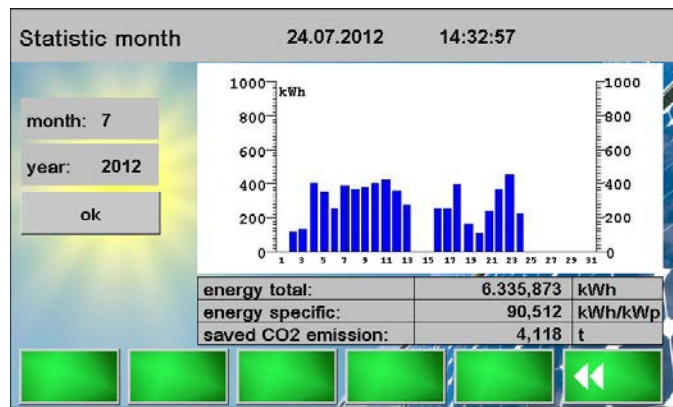 Statistic month 24.07.2012 14:32:57
month: 7
year: 2012
ok
kWh
1000 1000
800 800
600 600
400 400
200 200
0 0
1 3 5 7 9 11 13 15 17 19 21 23 25 27 29 31
energy total: 6.335,873 kWh
energy specific: 90,512 kWh/kWp
saved CO2 emission: 4,118 t